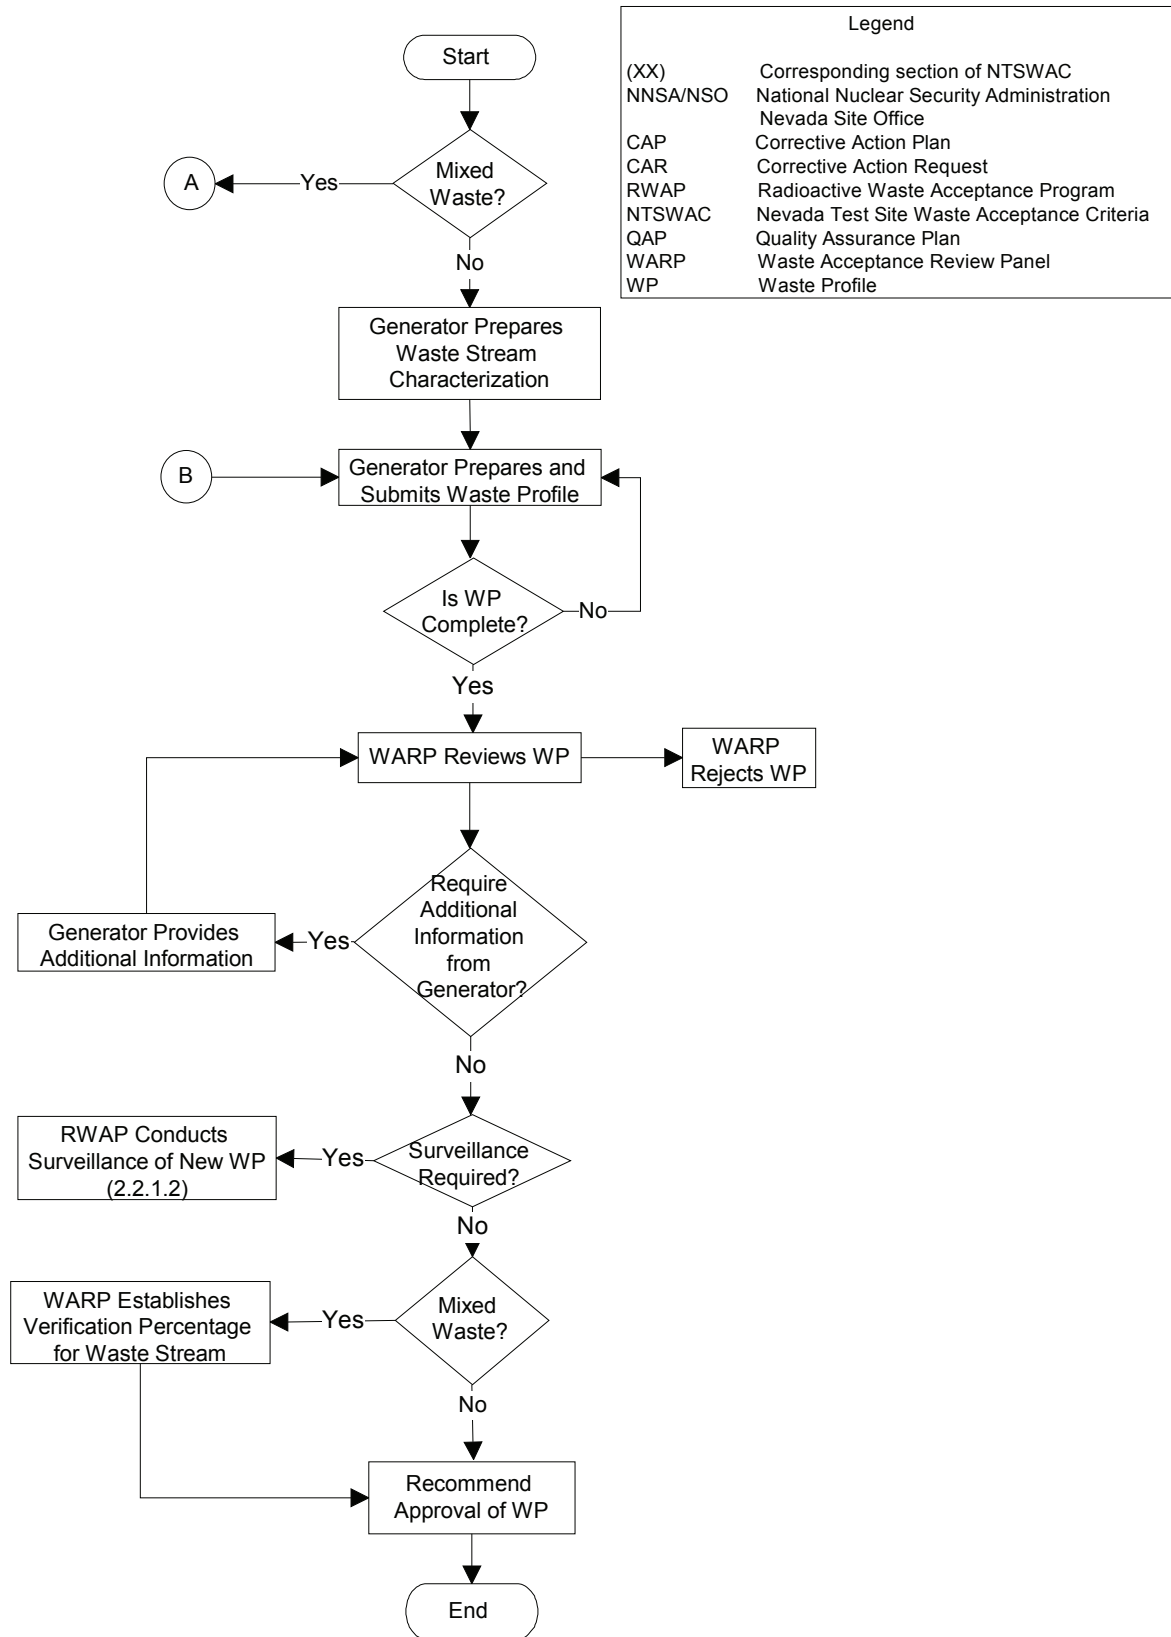 Start
Legend
(XX) Corresponding section of NTSWAC
NNSA/NSO National Nuclear Security Administration
Nevada Site Office
CAP Corrective Action Plan
CAR Corrective Action Request
RWAP Radioactive Waste Acceptance Program
NTSWAC Nevada Test Site Waste Acceptance Criteria
QAP Quality Assurance Plan
WARP Waste Acceptance Review Panel
WP Waste Profile
Mixed
Waste?
Yes
A
No
Generator Prepares
Waste Stream
Characterization
B
Generator Prepares and
Submits Waste Profile
Is WP
Complete?
No
Yes
WARP Reviews WP
WARP
Rejects WP
Require
Additional
Information
from
Generator?
Yes
Generator Provides
Additional Information
No
Surveillance
Required?
Yes
RWAP Conducts
Surveillance of New WP
(2.2.1.2)
No
Mixed
Waste?
Yes
WARP Establishes
Verification Percentage
for Waste Stream
No
Recommend
Approval of WP
End